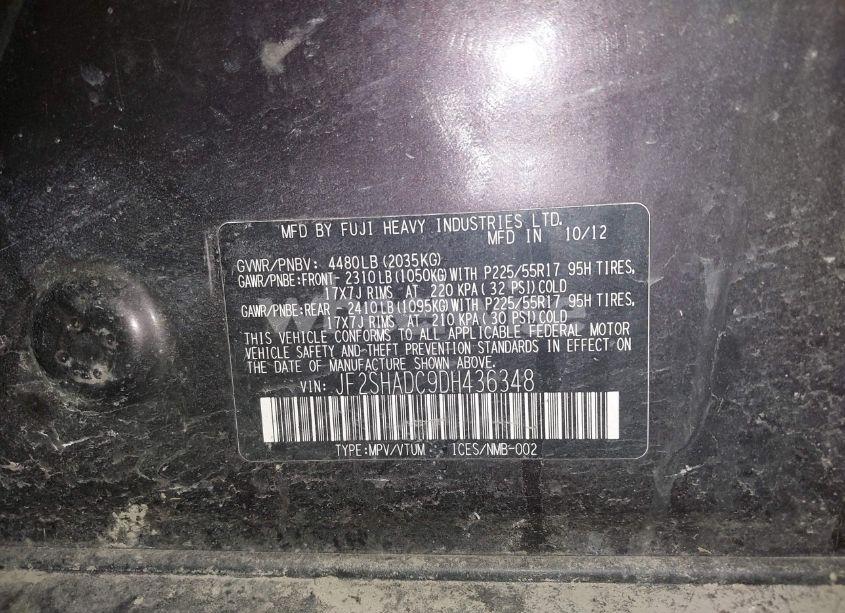 MFD BY FUJI HEAVY INDUSTRIES LTD.
MFD IN 10/12
GVWR/PNBV: 4480LB (2035KG)
GAWR/PNBE:FRONT- 2310LB(1050KG)WITH P225/55R17 95H TIRES,
17X7J RIMS AT 220 KPA( 32 PSI)COLD
GAWR/PNBE:REAR -2410LB(1095KG)WITH P225/55R17 95H TIRES,
17X7J RIMS AT 210 KPA( 30 PSI)COLD
THIS VEHICLE CONFORMS TO ALL APPLICABLE FEDERAL MOTOR
VEHICLE SAFETY AND-THEFT PREVENTION STANDARDS IN EFFECT ON
THE DATE OF MANUFACTURE SHOWN ABOVE.
VIN: JF2SHADC9DH436348
TYPE:MPV/VTUM ICES/NMB-002